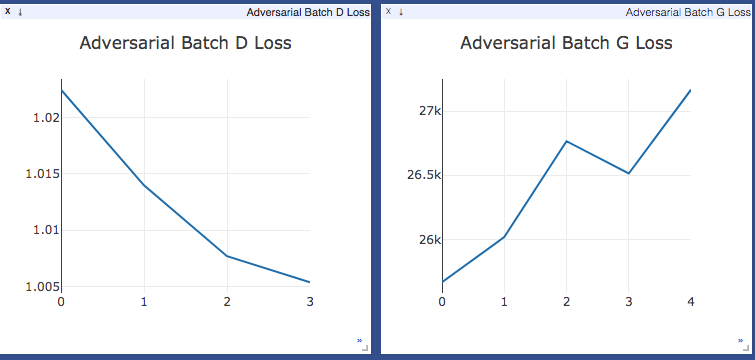 X ↓ Adversarial Batch D Loss
Adversarial Batch D Loss
1.02
1.015
1.01
1.005
0 1 2 3
»
X ↓ Adversarial Batch G Loss
Adversarial Batch G Loss
27k
26.5k
26k
0 1 2 3 4
»